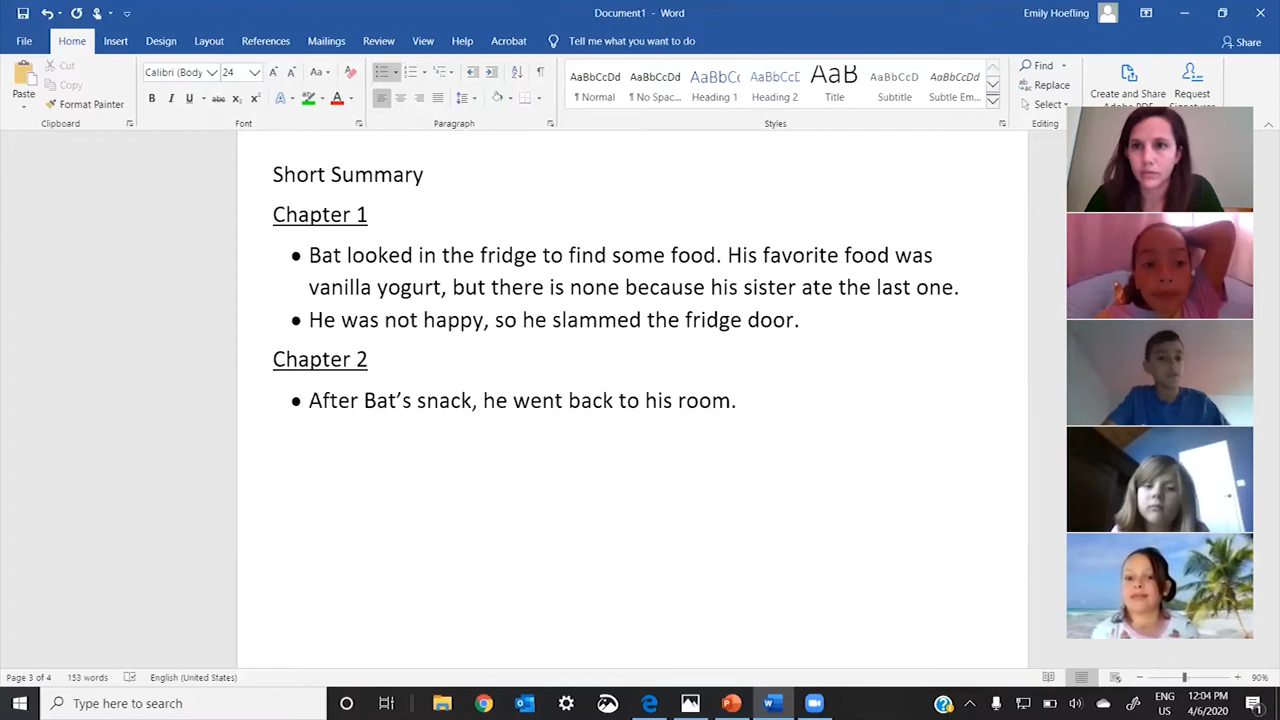 Document1 - Word
Emily Hoefling
File Home Insert Design Layout References Mailings Review View Help Acrobat Tell me what you want to do Share
Paste
Cut
Copy
Format Painter
Clipboard
Calibri (Body 24
Aa
B I U abc x₂ x²
Font
Paragraph
AaBbCcDd AaBbCcDd AaBbCc AaBbCcD AaB AaBbCcDd AaBbCcDd
¶ Normal ¶ No Spac... Heading 1 Heading 2 Title Subtitle Subtle Em...
Styles
Find
Replace
Select
Editing
Create and Share
Request
Short Summary
Chapter 1
• Bat looked in the fridge to find some food. His favorite food was
vanilla yogurt, but there is none because his sister ate the last one.
• He was not happy, so he slammed the fridge door.
Chapter 2
• After Bat’s snack, he went back to his room.
Page 3 of 4 153 words English (United States) 90%
Type here to search
ENG
US
12:04 PM
4/6/2020